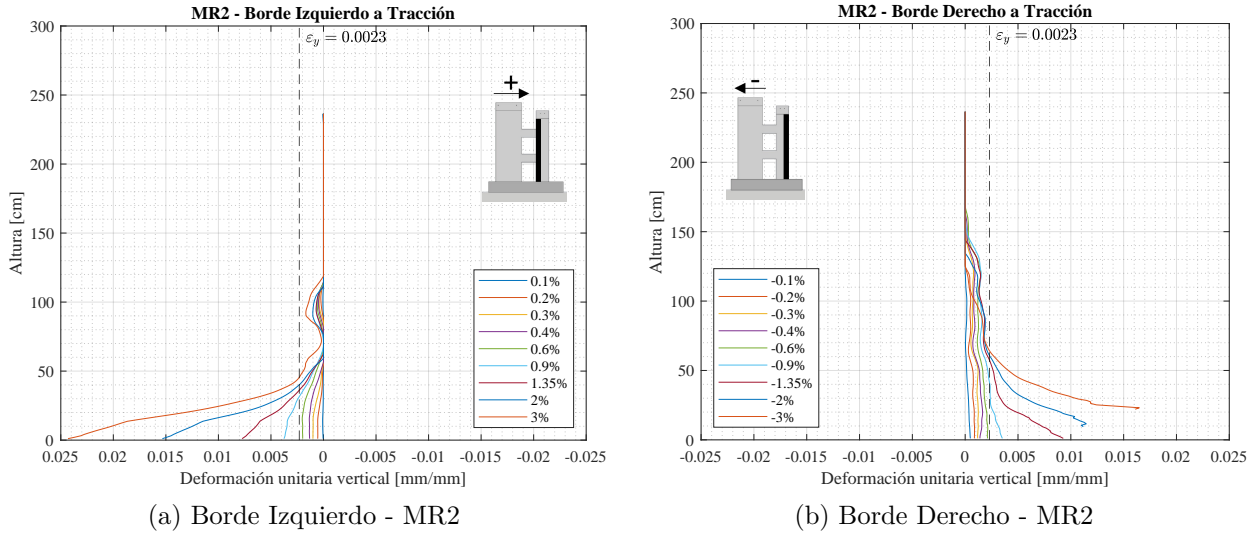 MR2 - Borde Izquierdo a Tracción
300
250
200
150
100
50
0
Altura [cm]
εy = 0.0023
+
0.1%
0.2%
0.3%
0.4%
0.6%
0.9%
1.35%
2%
3%
0.025 0.02 0.015 0.01 0.005 0 -0.005 -0.01 -0.015 -0.02 -0.025
Deformación unitaria vertical [mm/mm]
(a) Borde Izquierdo - MR2
MR2 - Borde Derecho a Tracción
300
250
200
150
100
50
0
Altura [cm]
εy = 0.0023
-
-0.1%
-0.2%
-0.3%
-0.4%
-0.6%
-0.9%
-1.35%
-2%
-3%
-0.025 -0.02 -0.015 -0.01 -0.005 0 0.005 0.01 0.015 0.02 0.025
Deformación unitaria vertical [mm/mm]
(b) Borde Derecho - MR2